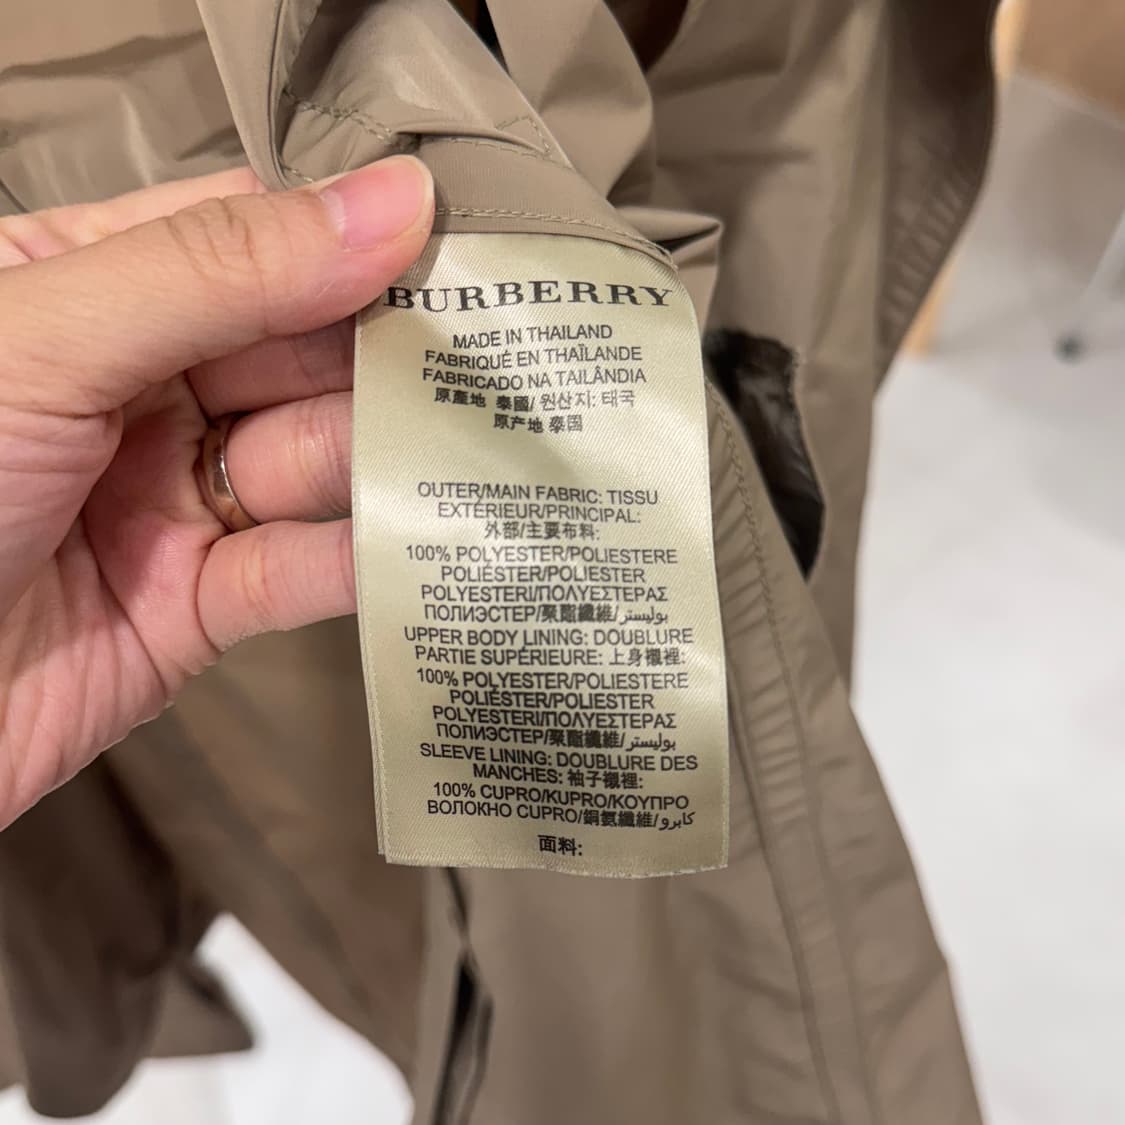 BURBERRY
MADE IN THAILAND
FABRIQUÉ EN THAÏLANDE
FABRICADO NA TAILÂNDIA
原產地 泰國/ 원산지: 태국
原产地 泰国
OUTER/MAIN FABRIC: TISSU
EXTÉRIEUR/PRINCIPAL:
外部/主要布料:
100% POLYESTER/POLIESTERE
POLIÉSTER/POLIESTER
POLYESTERI/ΠΟΛΥΕΣΤΕΡΑΣ
ПОЛИЭСТЕР/聚酯纖維/بوليستر
UPPER BODY LINING: DOUBLURE
PARTIE SUPÉRIEURE: 上身襯裡:
100% POLYESTER/POLIESTERE
POLIÉSTER/POLIESTER
POLYESTERI/ΠΟΛΥΕΣΤΕΡΑΣ
ПОЛИЭСТЕР/聚酯纖維/بوليستر
SLEEVE LINING: DOUBLURE DES
MANCHES: 袖子襯裡:
100% CUPRO/KUPRO/ΚΟΥΠΡΟ
ВОЛОКНО CUPRO/銅氨纖維/كابرو
面料: